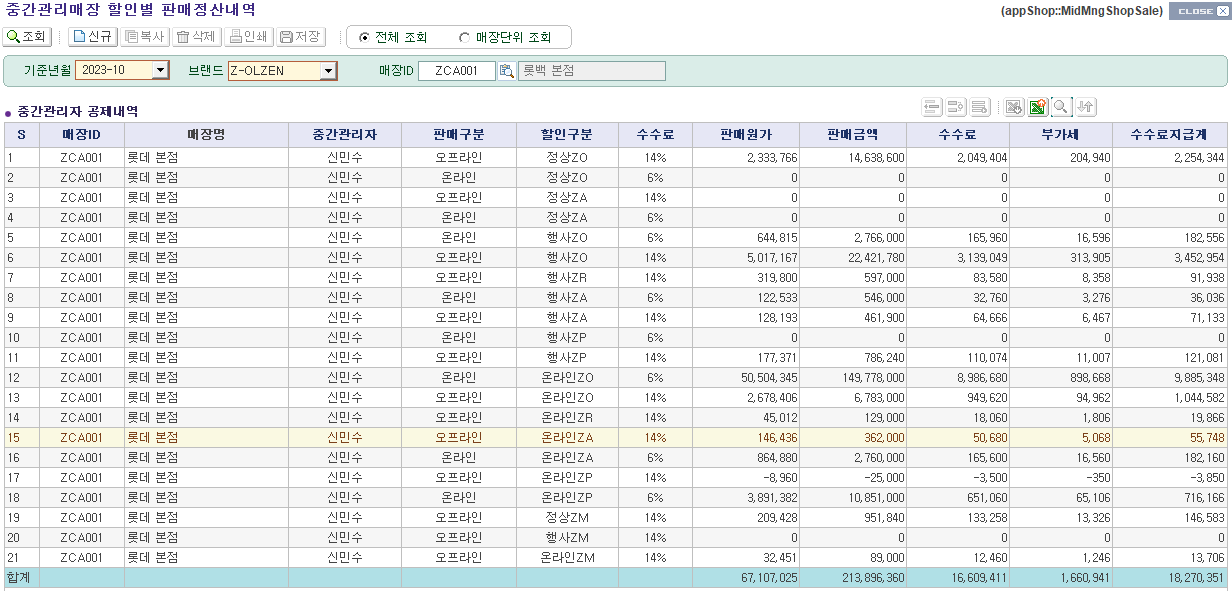 중간관리매장 할인별 판매정산내역 (appShop::MidMngShopSale) CLOSE
조회 신규 복사 삭제 인쇄 저장 전체 조회 매장단위 조회
기준년월 2023-10 브랜드 Z-OLZEN 매장ID ZCA001 롯백 본점
중간관리자 공제내역
S 매장ID 매장명 중간관리자 판매구분 할인구분 수수료 판매원가 판매금액 수수료 부가세 수수료지급계
1 ZCA001 롯데 본점 신민수 오프라인 정상ZO 14% 2,333,766 14,638,600 2,049,404 204,940 2,254,344
2 ZCA001 롯데 본점 신민수 온라인 정상ZO 6% 0 0 0 0 0
3 ZCA001 롯데 본점 신민수 오프라인 정상ZA 14% 0 0 0 0 0
4 ZCA001 롯데 본점 신민수 온라인 정상ZA 6% 0 0 0 0 0
5 ZCA001 롯데 본점 신민수 온라인 행사ZO 6% 644,815 2,766,000 165,960 16,596 182,556
6 ZCA001 롯데 본점 신민수 오프라인 행사ZO 14% 5,017,167 22,421,780 3,139,049 313,905 3,452,954
7 ZCA001 롯데 본점 신민수 오프라인 행사ZR 14% 319,800 597,000 83,580 8,358 91,938
8 ZCA001 롯데 본점 신민수 온라인 행사ZA 6% 122,533 546,000 32,760 3,276 36,036
9 ZCA001 롯데 본점 신민수 오프라인 행사ZA 14% 128,193 461,900 64,666 6,467 71,133
10 ZCA001 롯데 본점 신민수 온라인 행사ZP 6% 0 0 0 0 0
11 ZCA001 롯데 본점 신민수 오프라인 행사ZP 14% 177,371 786,240 110,074 11,007 121,081
12 ZCA001 롯데 본점 신민수 온라인 온라인ZO 6% 50,504,345 149,778,000 8,986,680 898,668 9,885,348
13 ZCA001 롯데 본점 신민수 오프라인 온라인ZO 14% 2,678,406 6,783,000 949,620 94,962 1,044,582
14 ZCA001 롯데 본점 신민수 오프라인 온라인ZR 14% 45,012 129,000 18,060 1,806 19,866
15 ZCA001 롯데 본점 신민수 오프라인 온라인ZA 14% 146,436 362,000 50,680 5,068 55,748
16 ZCA001 롯데 본점 신민수 온라인 온라인ZA 6% 864,880 2,760,000 165,600 16,560 182,160
17 ZCA001 롯데 본점 신민수 오프라인 온라인ZP 14% -8,960 -25,000 -3,500 -350 -3,850
18 ZCA001 롯데 본점 신민수 온라인 온라인ZP 6% 3,891,382 10,851,000 651,060 65,106 716,166
19 ZCA001 롯데 본점 신민수 오프라인 정상ZM 14% 209,428 951,840 133,258 13,326 146,583
20 ZCA001 롯데 본점 신민수 오프라인 행사ZM 14% 0 0 0 0 0
21 ZCA001 롯데 본점 신민수 오프라인 온라인ZM 14% 32,451 89,000 12,460 1,246 13,706
합계 67,107,025 213,896,360 16,609,411 1,660,941 18,270,351